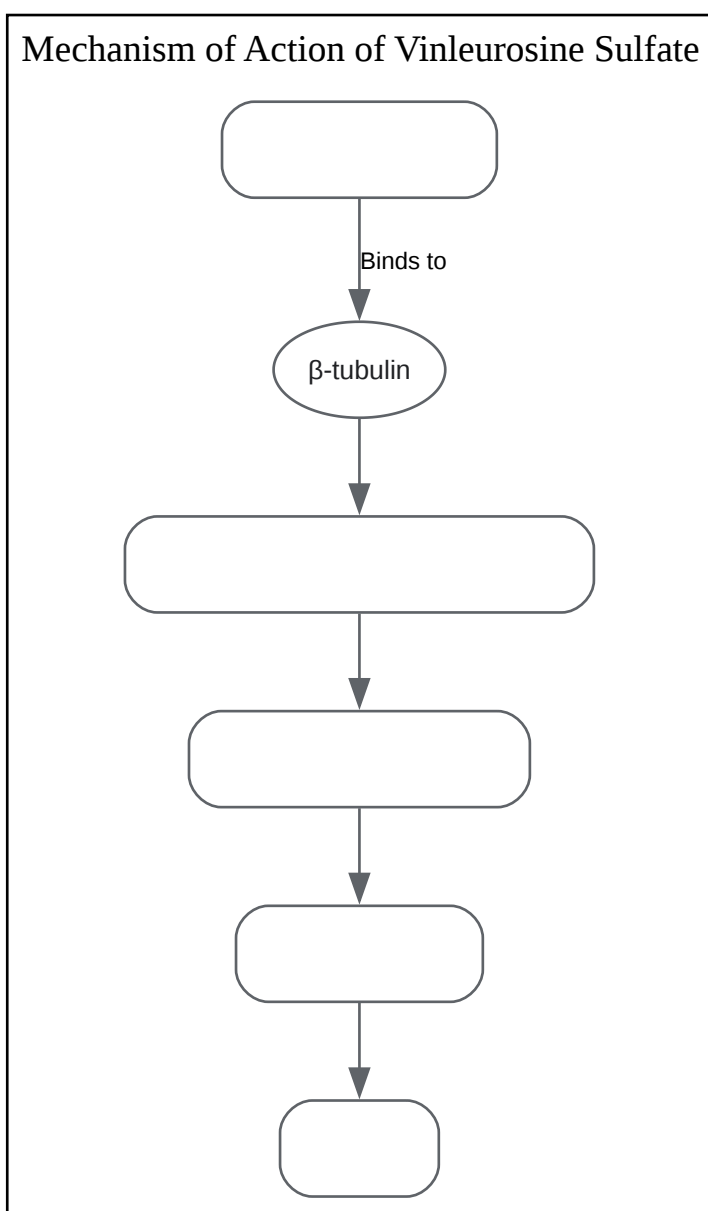 Mechanism of Action of Vinleurosine Sulfate
Binds to
β-tubulin